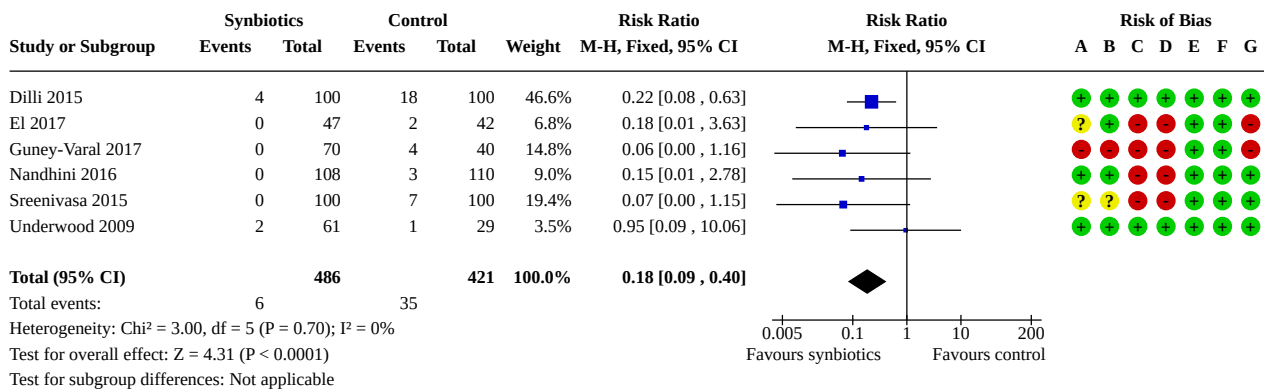 Synbiotics Control Risk Ratio Risk Ratio Risk of Bias
Study or Subgroup Events Total Events Total Weight M-H, Fixed, 95% CI M-H, Fixed, 95% CI A B C D E F G
Dilli 2015 4 100 18 100 46.6% 0.22 [0.08 , 0.63] + + + + + + +
El 2017 0 47 2 42 6.8% 0.18 [0.01 , 3.63] ? + - - + + -
Guney-Varal 2017 0 70 4 40 14.8% 0.06 [0.00 , 1.16] - - - - + + -
Nandhini 2016 0 108 3 110 9.0% 0.15 [0.01 , 2.78] + + - - + + +
Sreenivasa 2015 0 100 7 100 19.4% 0.07 [0.00 , 1.15] ? ? - - + + +
Underwood 2009 2 61 1 29 3.5% 0.95 [0.09 , 10.06] + + + + + + +
Total (95% CI) 486 421 100.0% 0.18 [0.09 , 0.40]
Total events: 6 35
Heterogeneity: Chi² = 3.00, df = 5 (P = 0.70); I² = 0%
0.005 0.1 1 10 200
Test for overall effect: Z = 4.31 (P < 0.0001) Favours synbiotics Favours control
Test for subgroup differences: Not applicable